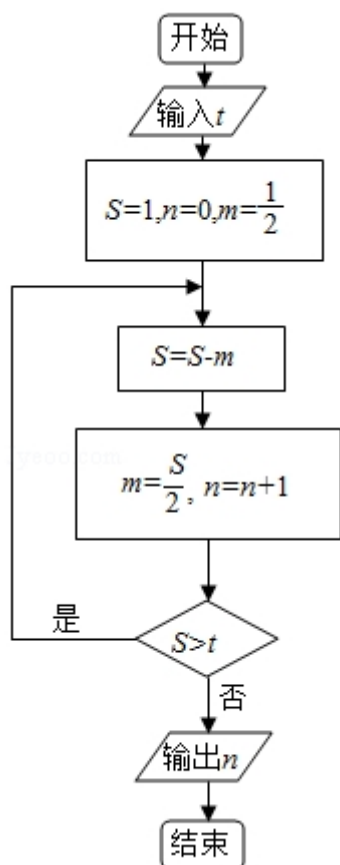 开始
输入t
S=1,n=0,m=1/2
S=S-m
m=S/2, n=n+1
是
S>t
否
输出n
结束